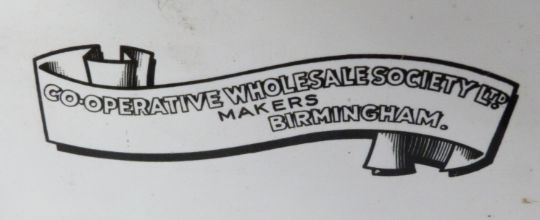 CO-OPERATIVE WHOLESALE SOCIETY LTD
MAKERS
BIRMINGHAM.